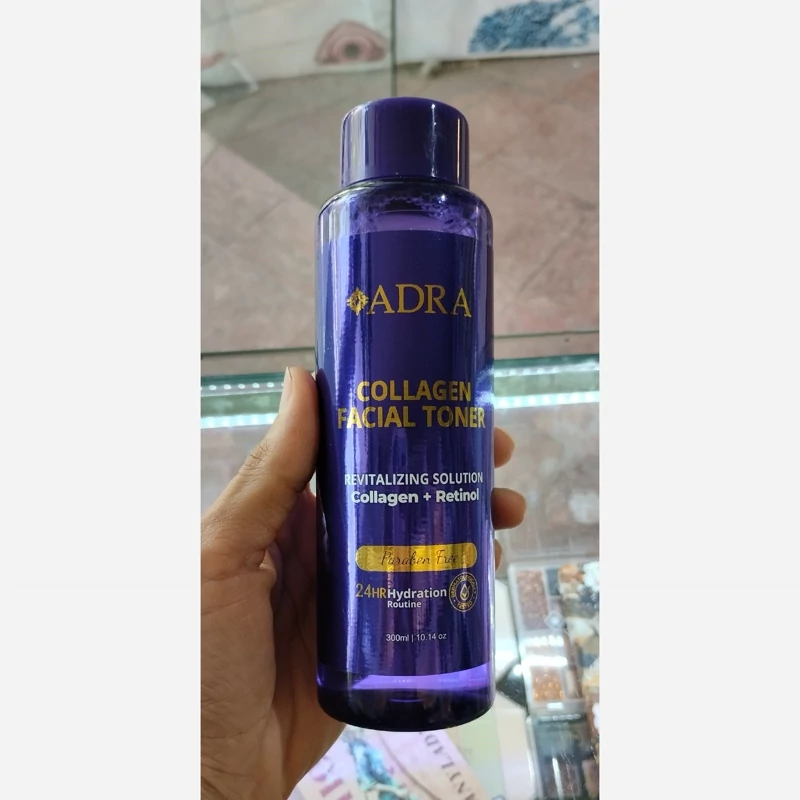 ADRA
COLLAGEN
FACIAL TONER
REVITALIZING SOLUTION
Collagen + Retinol
Paraben Free
24HR Hydration
Routine
300ml | 10.14 oz